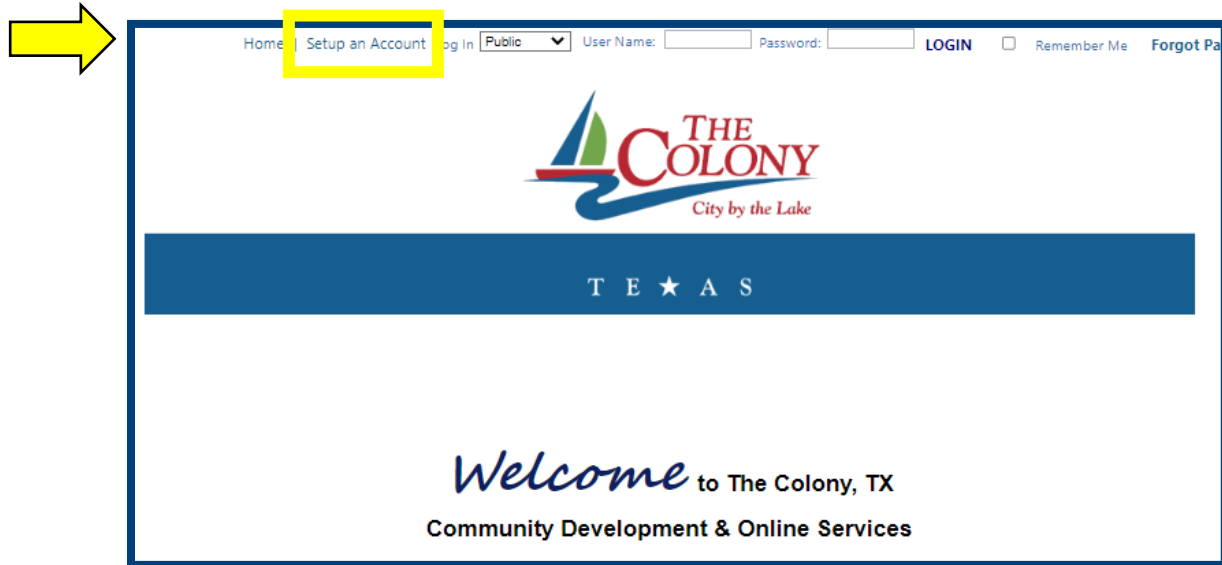 Home | Setup an Account Log In Public User Name: Password: LOGIN Remember Me Forgot Pa
THE
COLONY
City by the Lake
T E ★ A S
Welcome to The Colony, TX
Community Development & Online Services